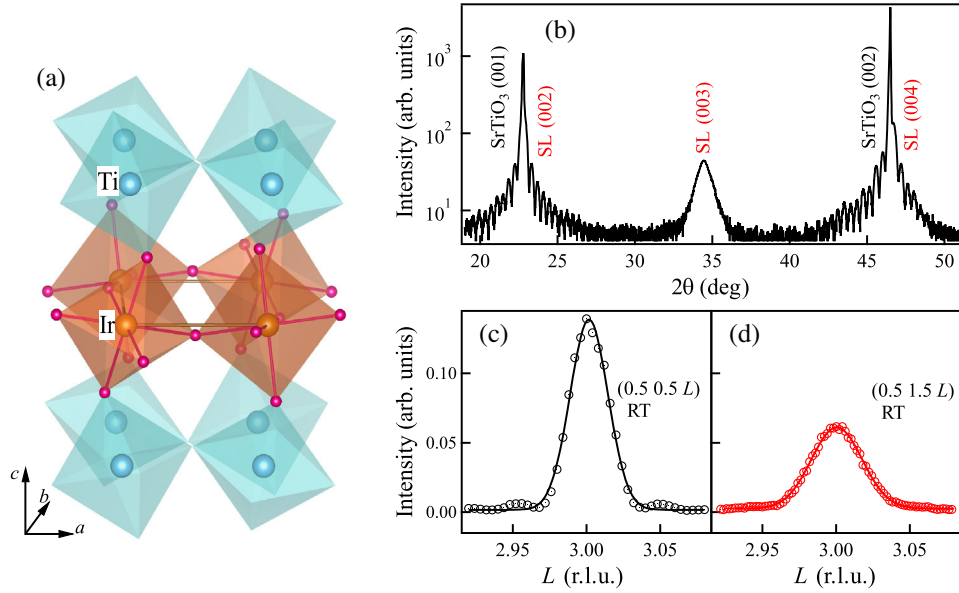 (a)
Ti
Ir
c
b
a
(b)
Intensity (arb. units)
10³
10²
10¹
SrTiO₃ (001)
SL (002)
SL (003)
SrTiO₃ (002)
SL (004)
20 25 30 35 40 45 50
2θ (deg)
(c)
Intensity (arb. units)
0.10
0.05
0.00
(0.5 0.5 L)
RT
2.95 3.00 3.05
L (r.l.u.)
(d)
(0.5 1.5 L)
RT
2.95 3.00 3.05
L (r.l.u.)